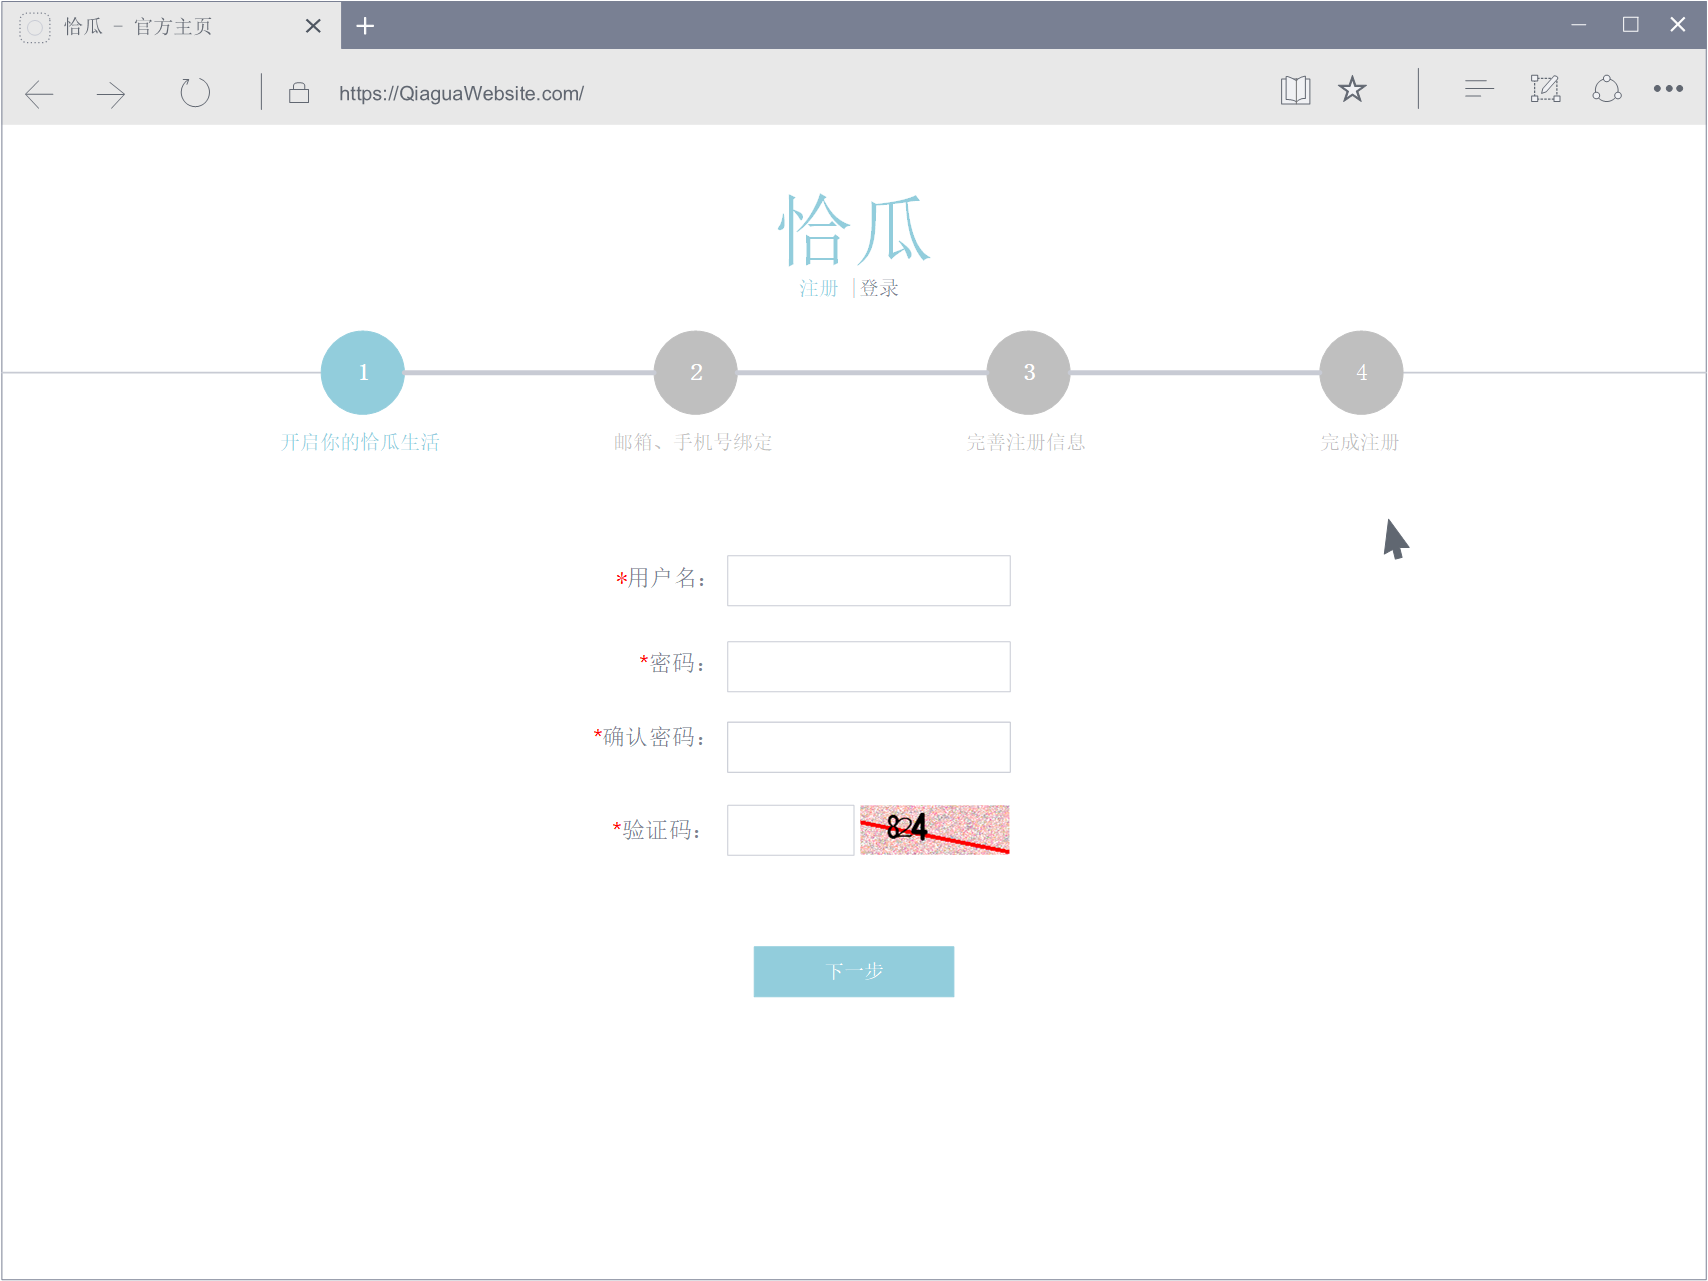 恰瓜 - 官方主页
https://QiaguaWebsite.com/
恰瓜
注册 |登录
1 2 3 4
开启你的恰瓜生活 邮箱、手机号绑定 完善注册信息 完成注册
*用户名：
*密码：
*确认密码：
*验证码： 824
下一步